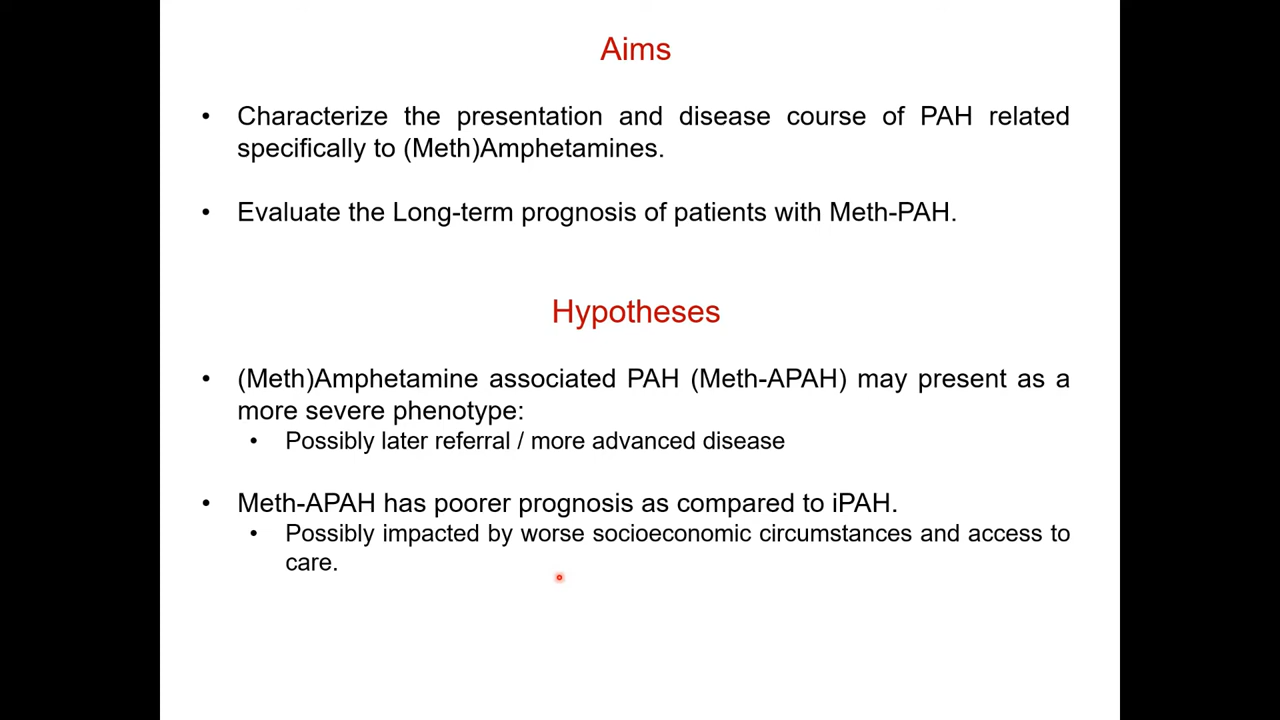 Aims
• Characterize the presentation and disease course of PAH related
specifically to (Meth)Amphetamines.
• Evaluate the Long-term prognosis of patients with Meth-PAH.
Hypotheses
• (Meth)Amphetamine associated PAH (Meth-APAH) may present as a
more severe phenotype:
• Possibly later referral / more advanced disease
• Meth-APAH has poorer prognosis as compared to iPAH.
• Possibly impacted by worse socioeconomic circumstances and access to
care.